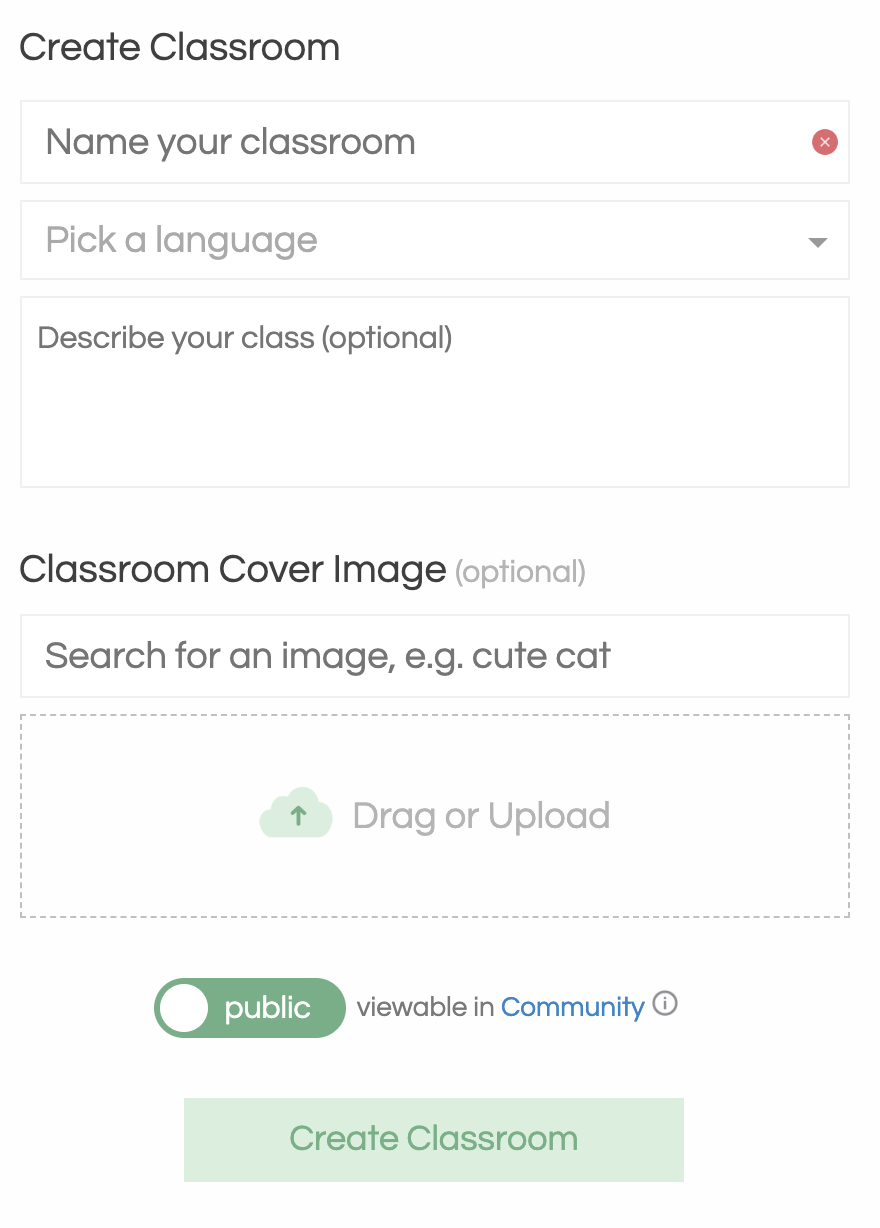 Create Classroom
Name your classroom
Pick a language
Describe your class (optional)
Classroom Cover Image (optional)
Search for an image, e.g. cute cat
Drag or Upload
public viewable in Community
Create Classroom